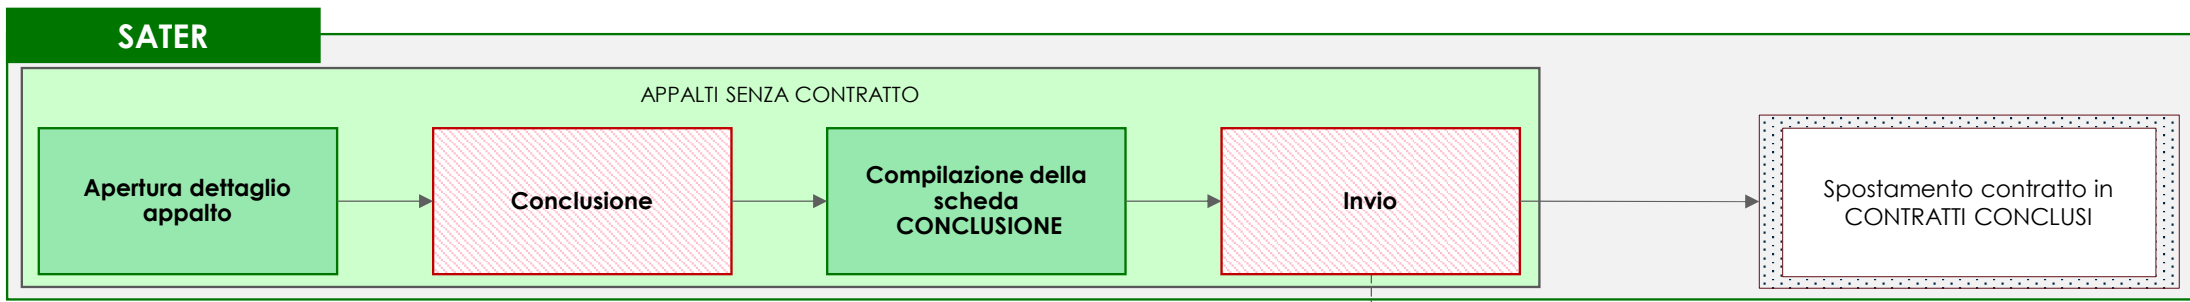 SATER
APPALTI SENZA CONTRATTO
Apertura dettaglio
appalto
Conclusione
Compilazione della
scheda
CONCLUSIONE
Invio
Spostamento contratto in
CONTRATTI CONCLUSI